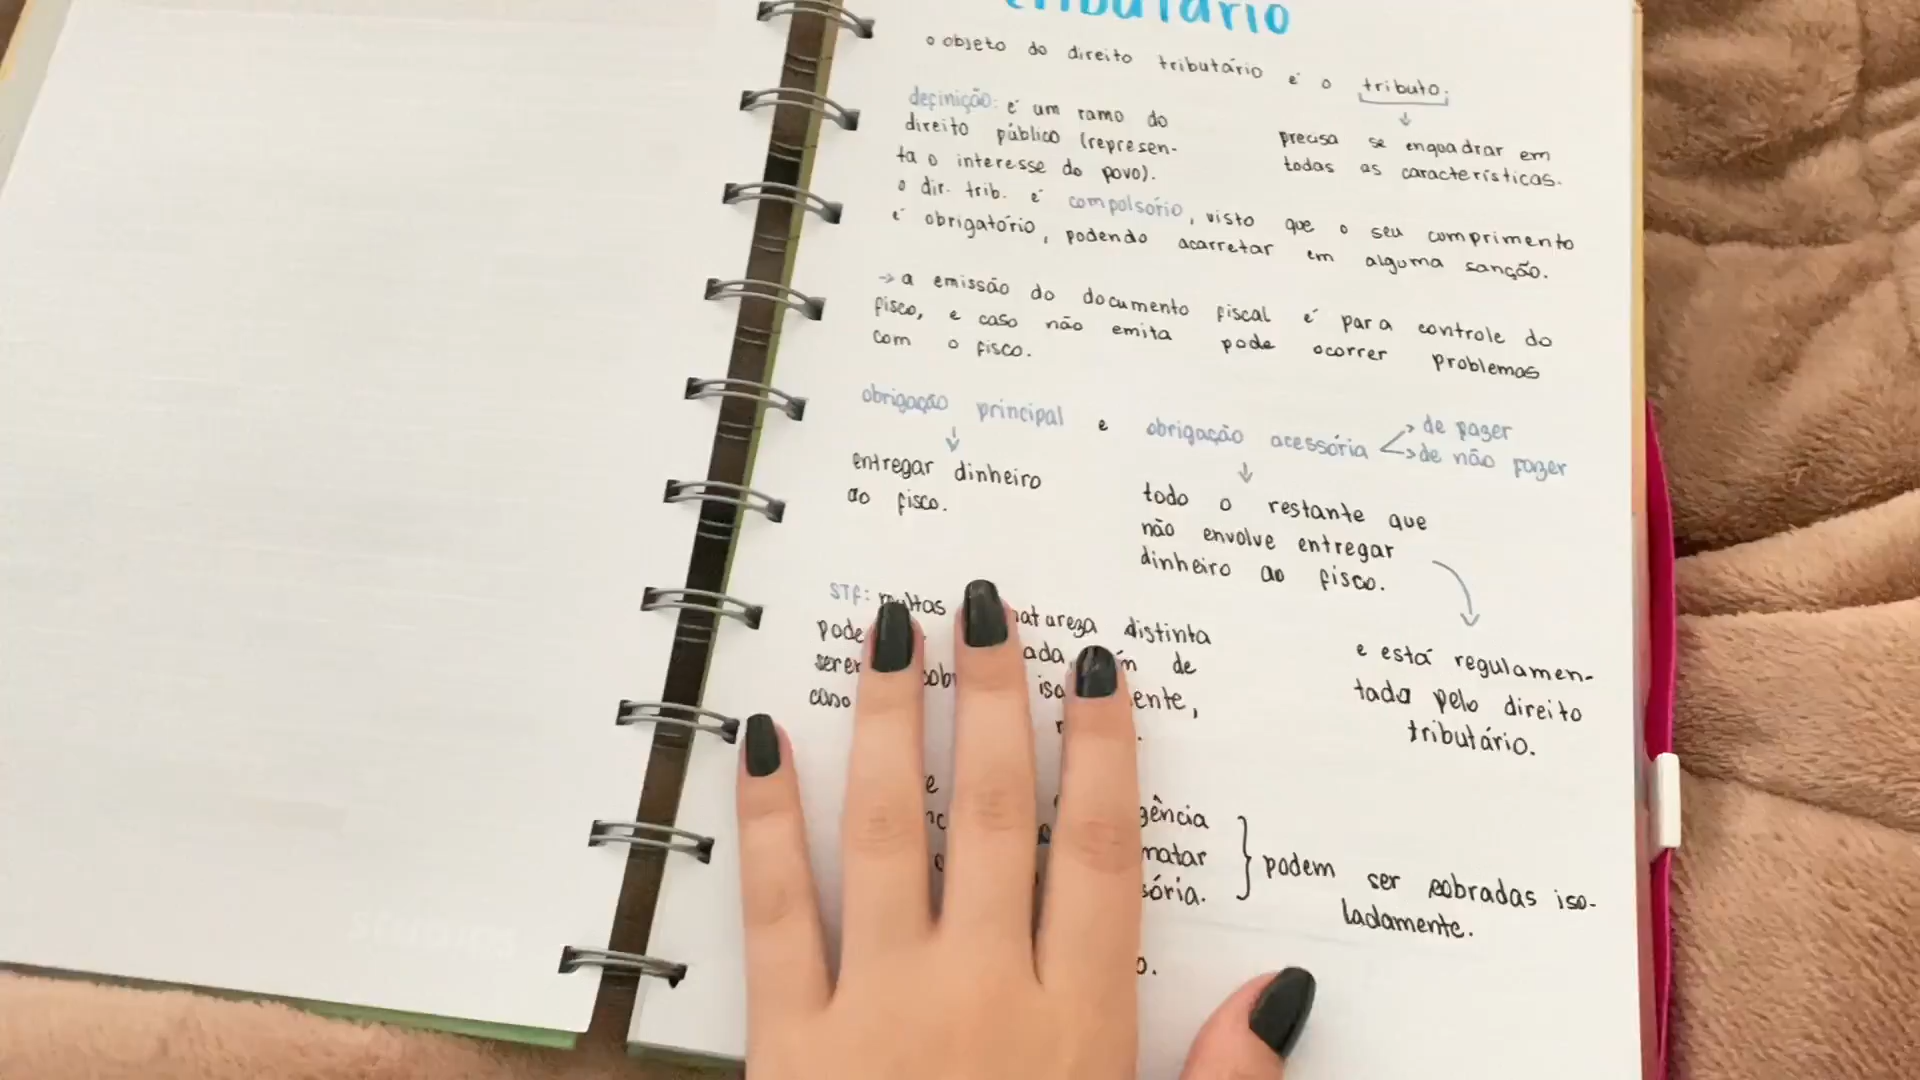 tributário
o objeto do direito tributário é o tributo.
definição: é um ramo do
direito público (represen-
ta o interesse do povo).
precisa se enquadrar em
todas as características.
o dir. trib. é compulsório, visto que o seu comprimento
é obrigatório, podendo acarretar em alguma sanção.
-> a emissão do documento fiscal é para controle do
fisco, e caso não emita pode ocorrer problemas
com o fisco.
obrigação principal e obrigação acessória
de fazer
de não fazer
entregar dinheiro
ao fisco.
todo o restante que
não envolve entregar
dinheiro ao fisco.
e está regulamen-
tada pelo direito
tributário.
STF: multas natureza distinta
de
caso
podem ser cobradas iso-
ladamente.